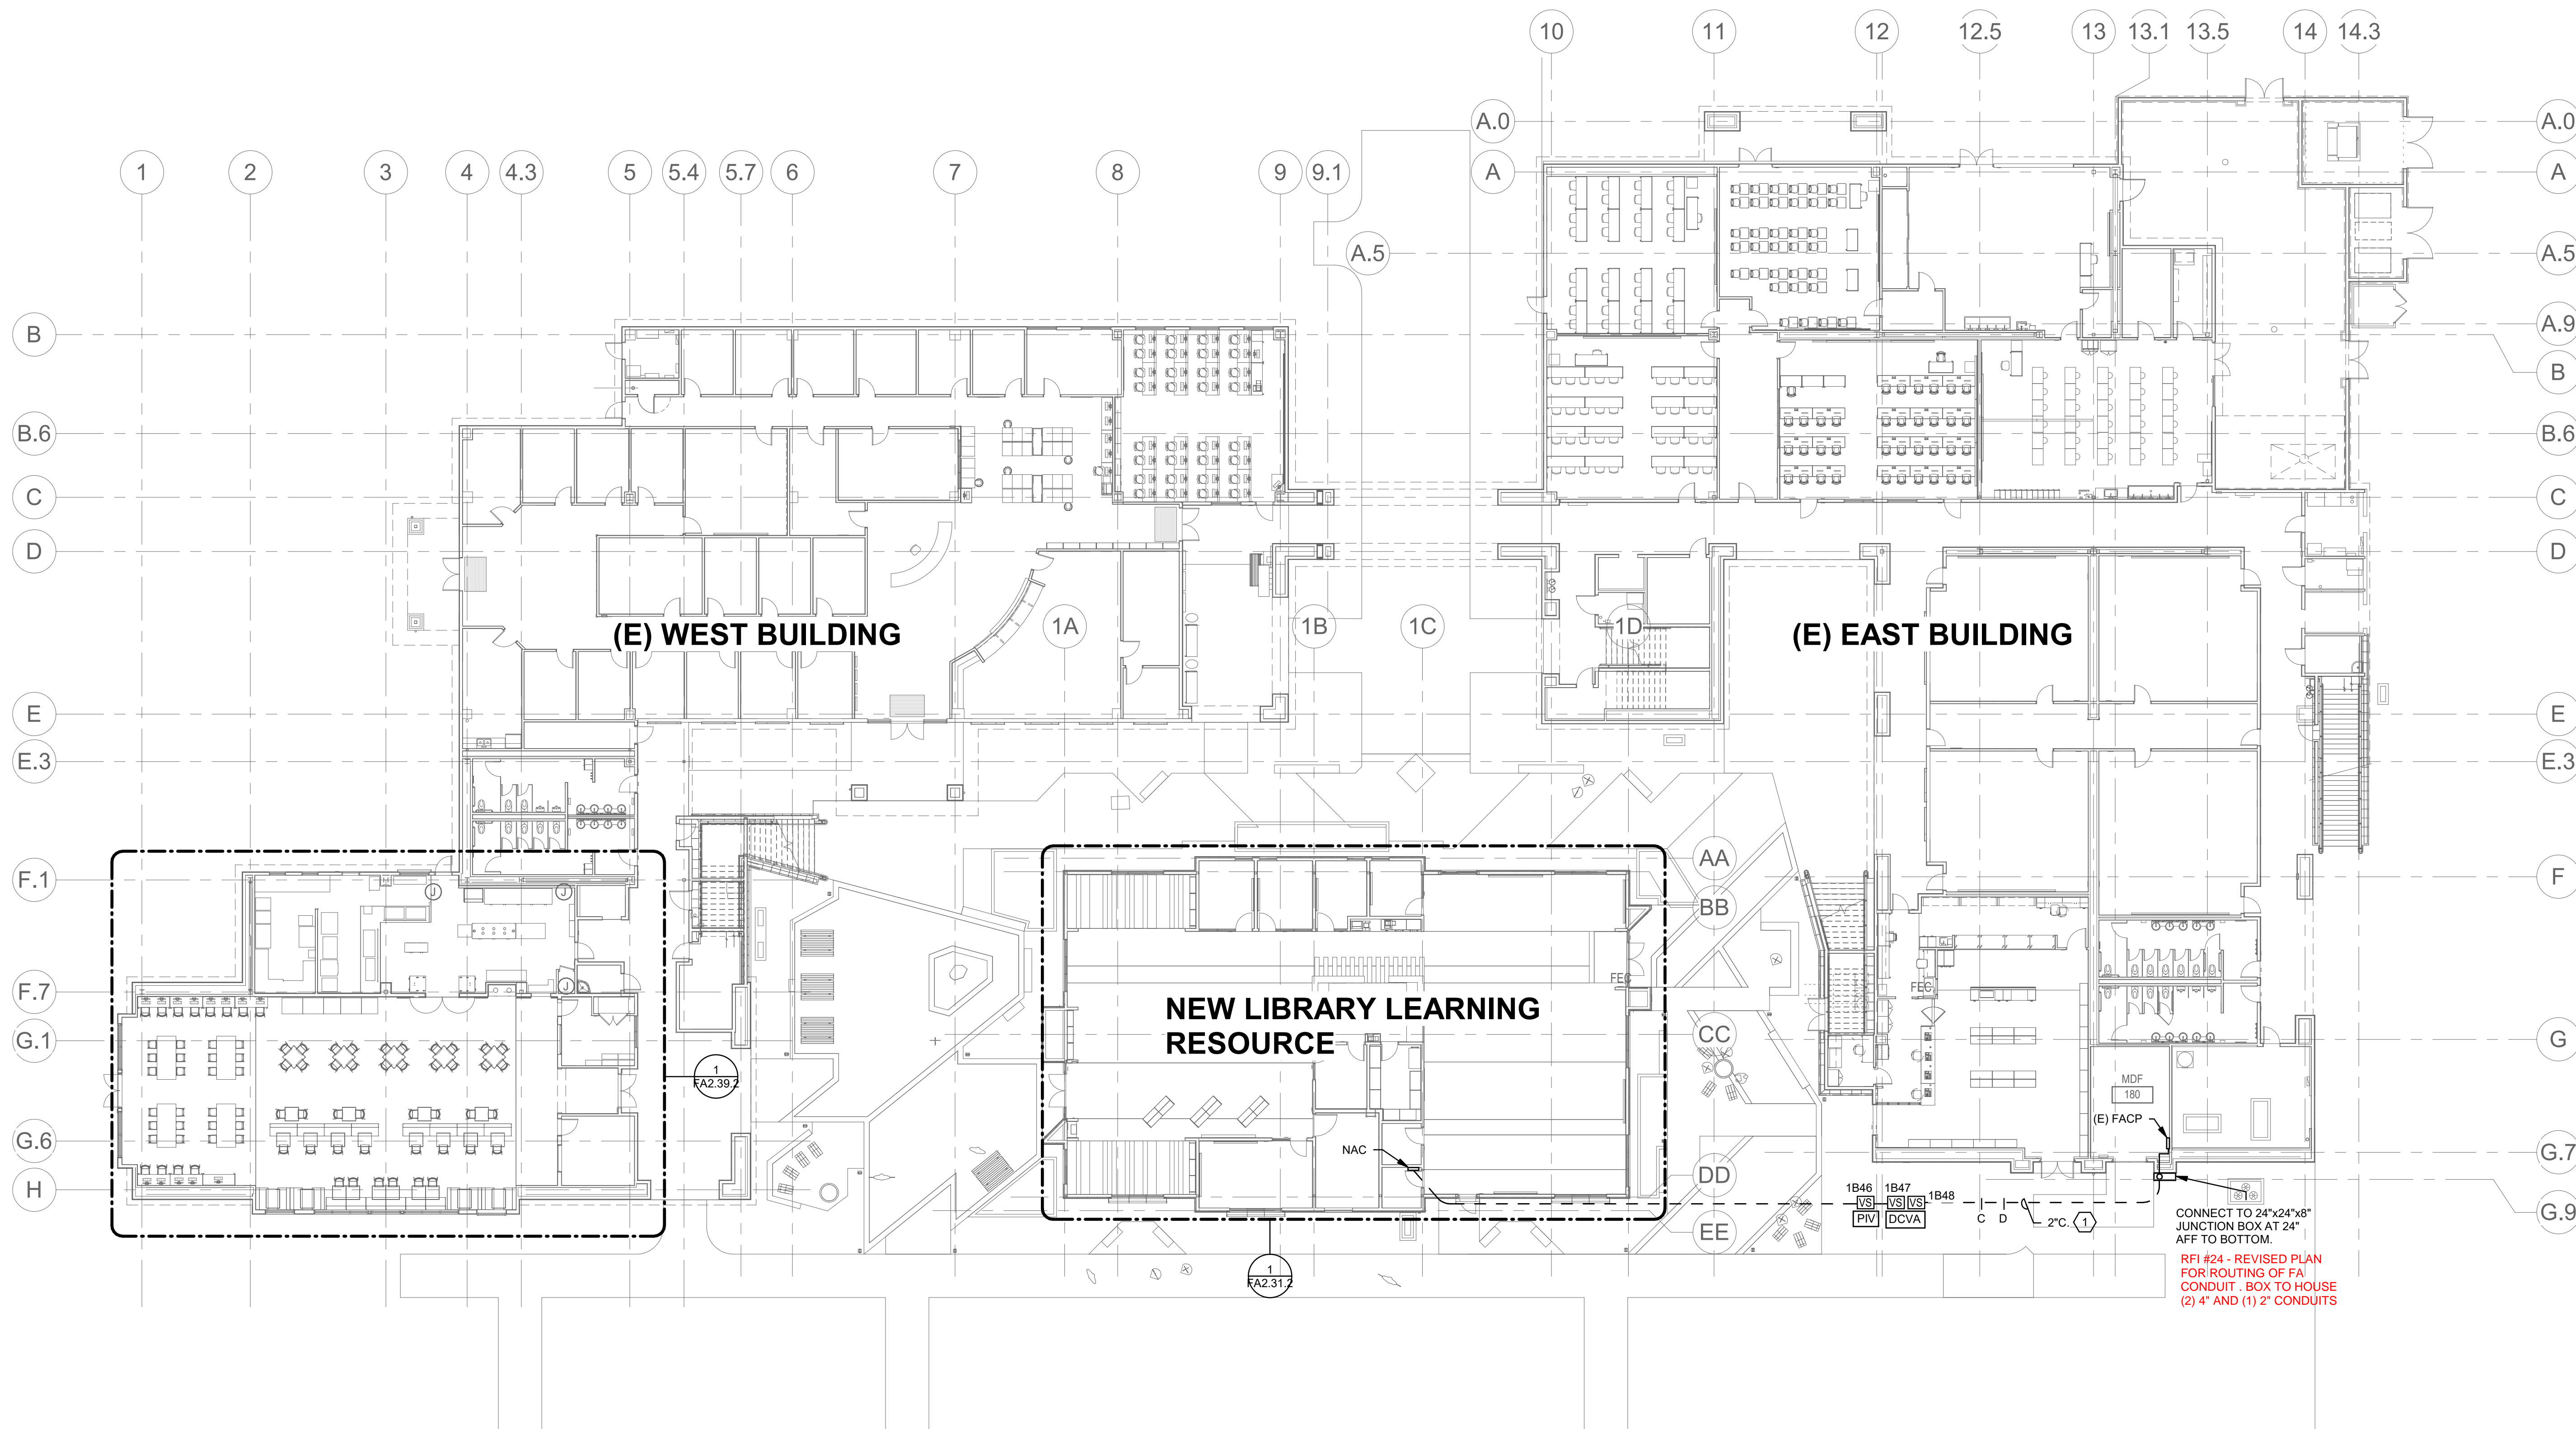 10
11
12
12.5
13
13.1
13.5
14
14.3
A.0
A.0
1
2
3
4
4.3
5
5.4
5.7
6
7
8
9
9.1
A
A
A.5
A.5
A.9
B
B
B.6
B.6
C
C
D
D
(E) WEST BUILDING
1A
1B
1C
1D
(E) EAST BUILDING
E
E
E.3
E.3
AA
F.1
J
J
F
BB
FEC
FEC
F.7
J
NEW LIBRARY LEARNING
RESOURCE
G.1
CC
G
1
FA2.39.2
MDF
180
(E) FACP
G.6
NAC
G.7
H
DD
1B46
1B47
1B48
VS
VS
VS
PIV
DCVA
C
D
2"C.
1
EE
G.9
CONNECT TO 24"x24"x8"
JUNCTION BOX AT 24"
AFF TO BOTTOM.
1
FA2.31.2
RFI #24 - REVISED PLAN
FOR ROUTING OF FA
CONDUIT . BOX TO HOUSE
(2) 4" AND (1) 2" CONDUITS